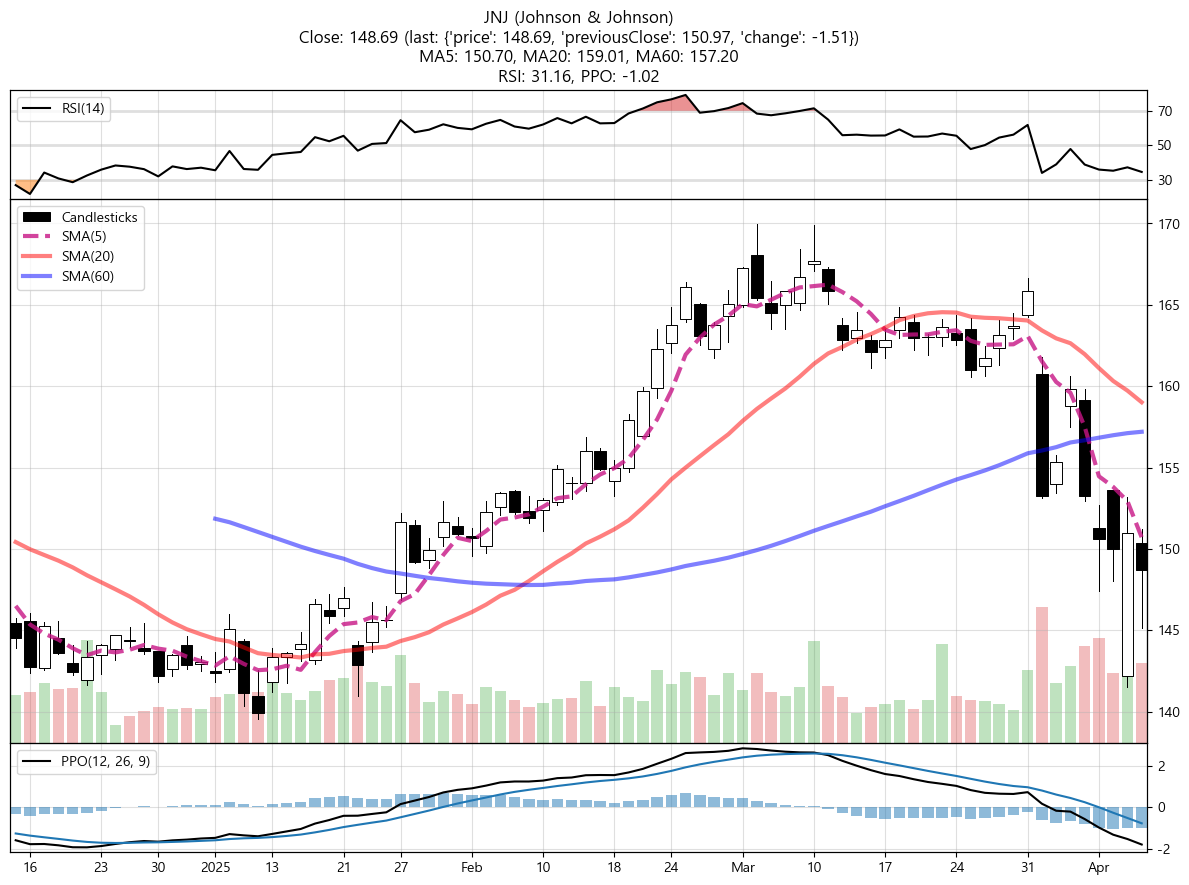 JNJ (Johnson & Johnson)
Close: 148.69 (last: {'price': 148.69, 'previousClose': 150.97, 'change': -1.51})
MA5: 150.70, MA20: 159.01, MA60: 157.20
RSI: 31.16, PPO: -1.02
RSI(14)
70
50
30
Candlesticks
SMA(5)
SMA(20)
SMA(60)
170
165
160
155
150
145
140
PPO(12, 26, 9)
2
0
-2
16 23 30 2025 13 21 27 Feb 10 18 24 Mar 10 17 24 31 Apr